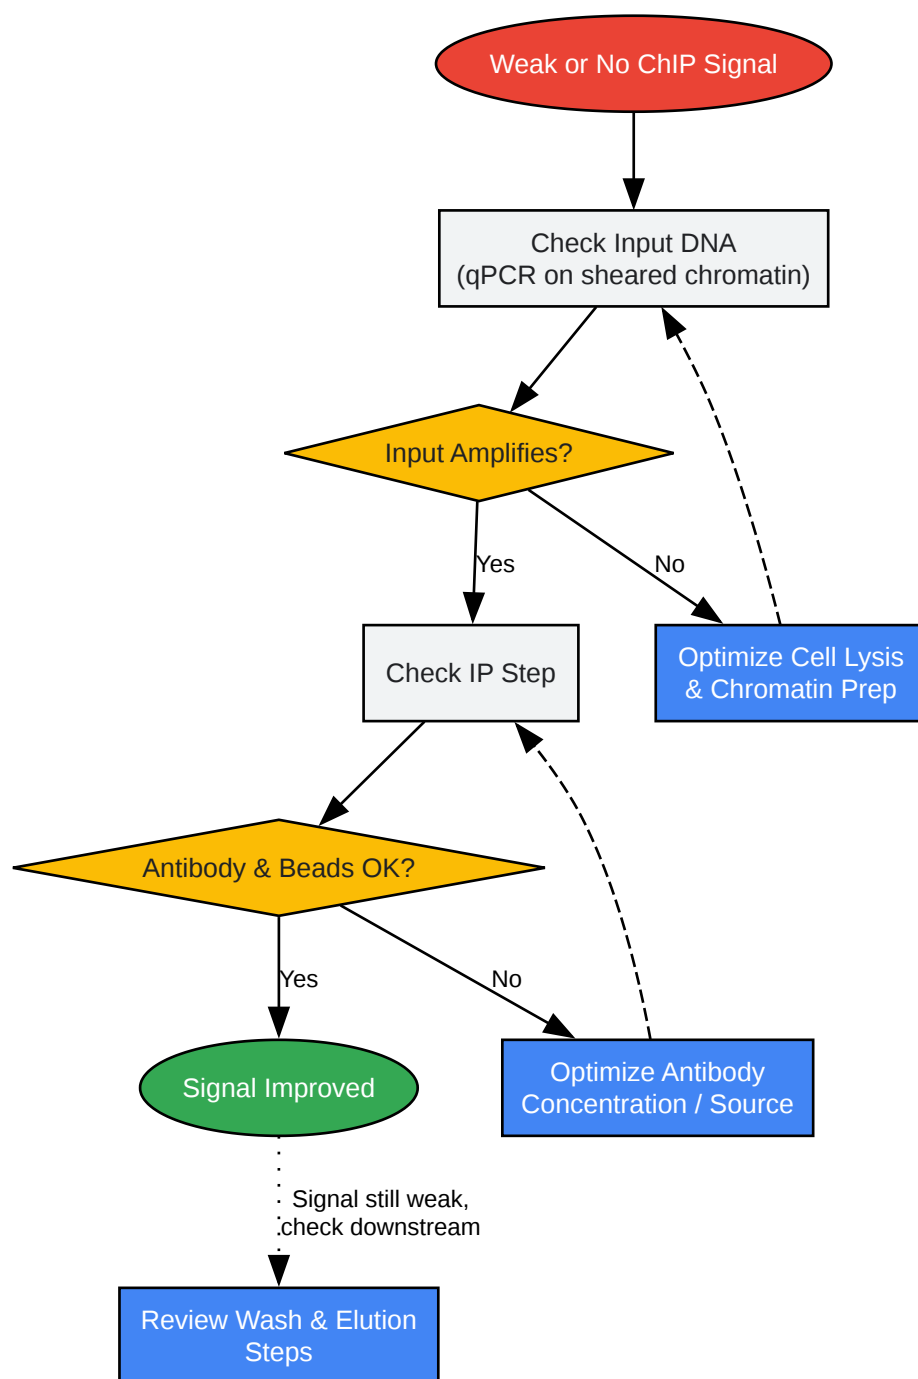 Weak or No ChIP Signal
Check Input DNA
(qPCR on sheared chromatin)
Input Amplifies?
Yes
No
Check IP Step
Optimize Cell Lysis
& Chromatin Prep
Antibody & Beads OK?
Yes
No
Signal Improved
Optimize Antibody
Concentration / Source
Signal still weak,
check downstream
Review Wash & Elution
Steps